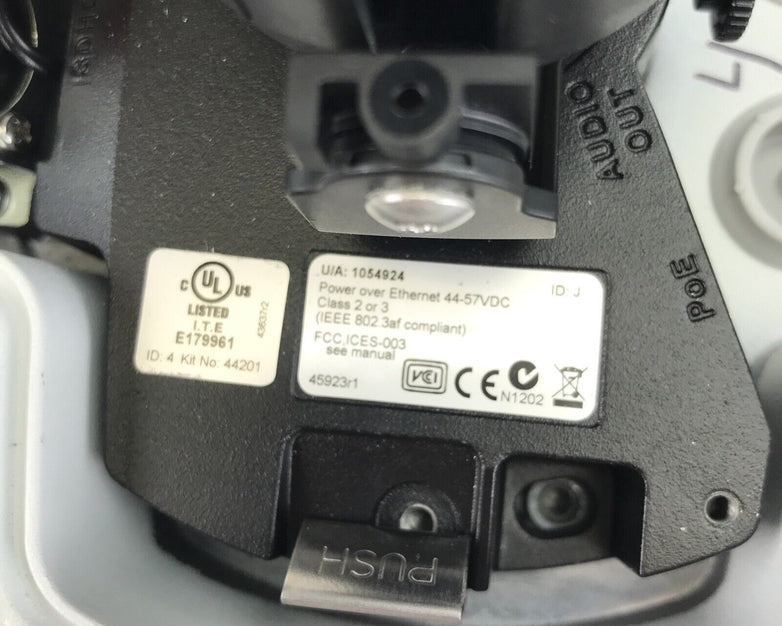 AUDIO
OUT
POE
C UL US
LISTED
I.T.E
E179961
ID: 4 Kit No: 44201
43607r2
U/A: 1054924
ID: J
Power over Ethernet 44-57VDC
Class 2 or 3
(IEEE 802.3af compliant)
FCC,ICES-003
see manual
45923r1
VCI
CE
N1202
PUSH